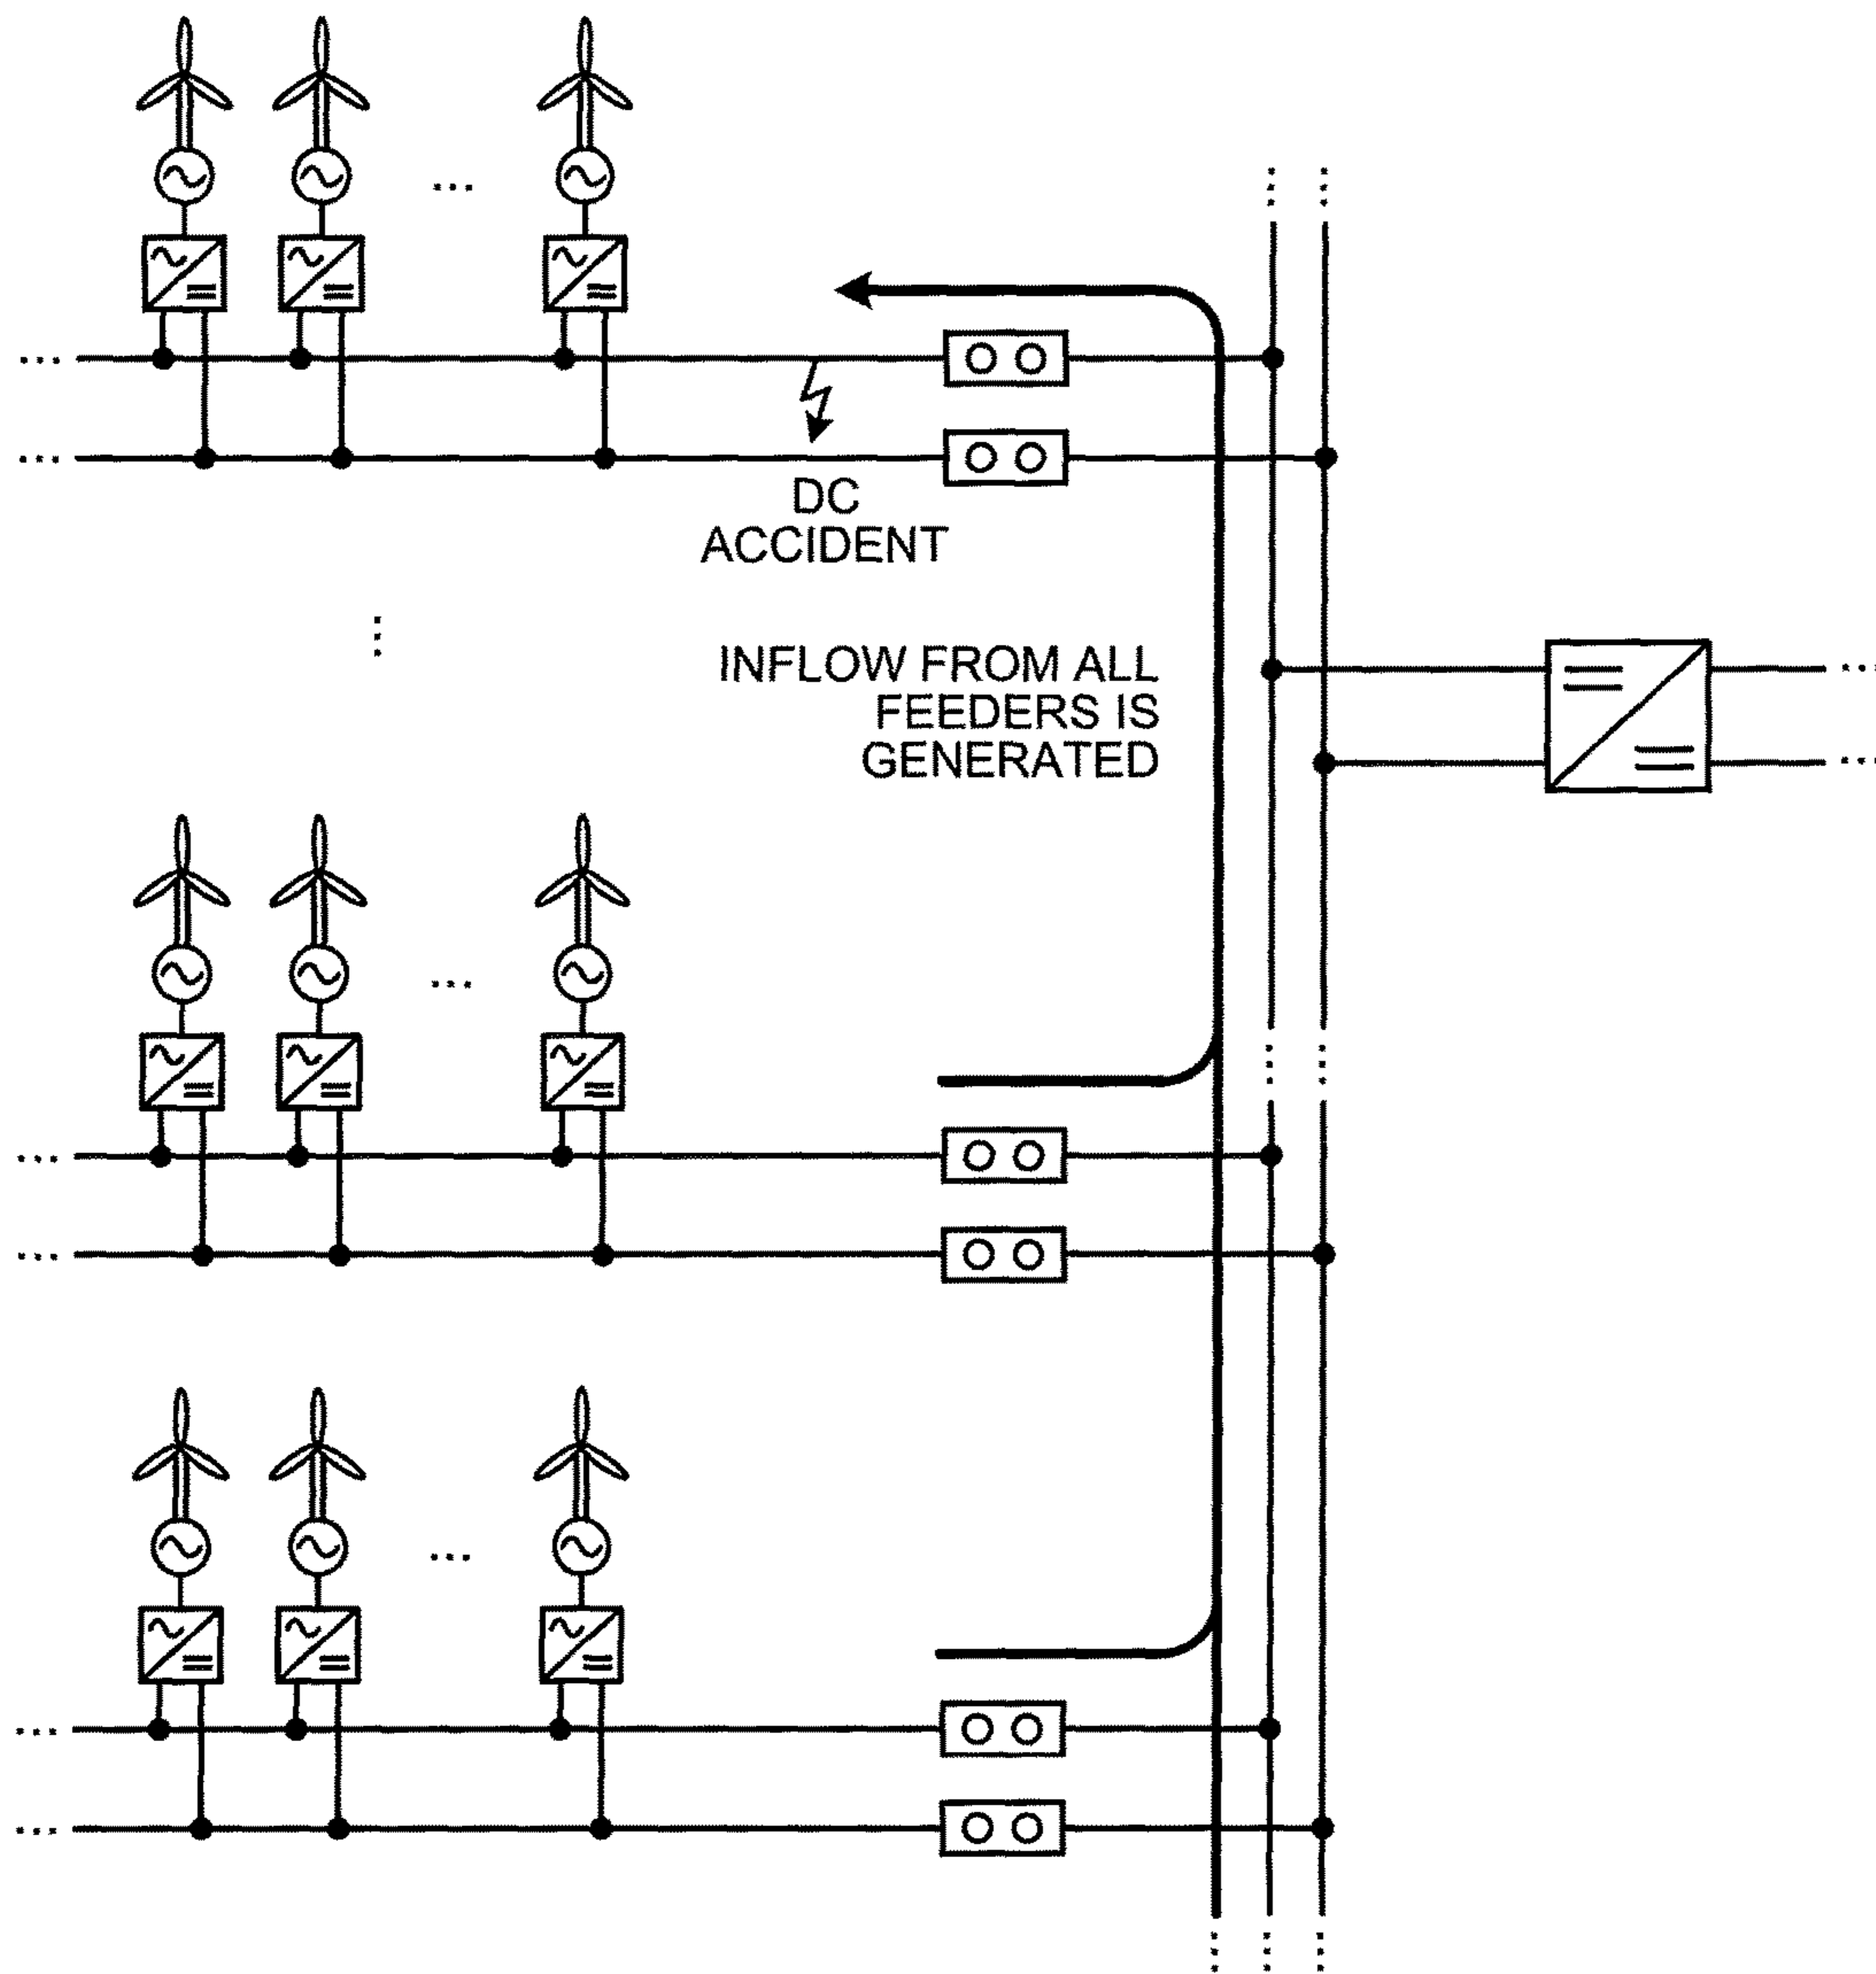 DC
ACCIDENT
INFLOW FROM ALL
FEEDERS IS
GENERATED